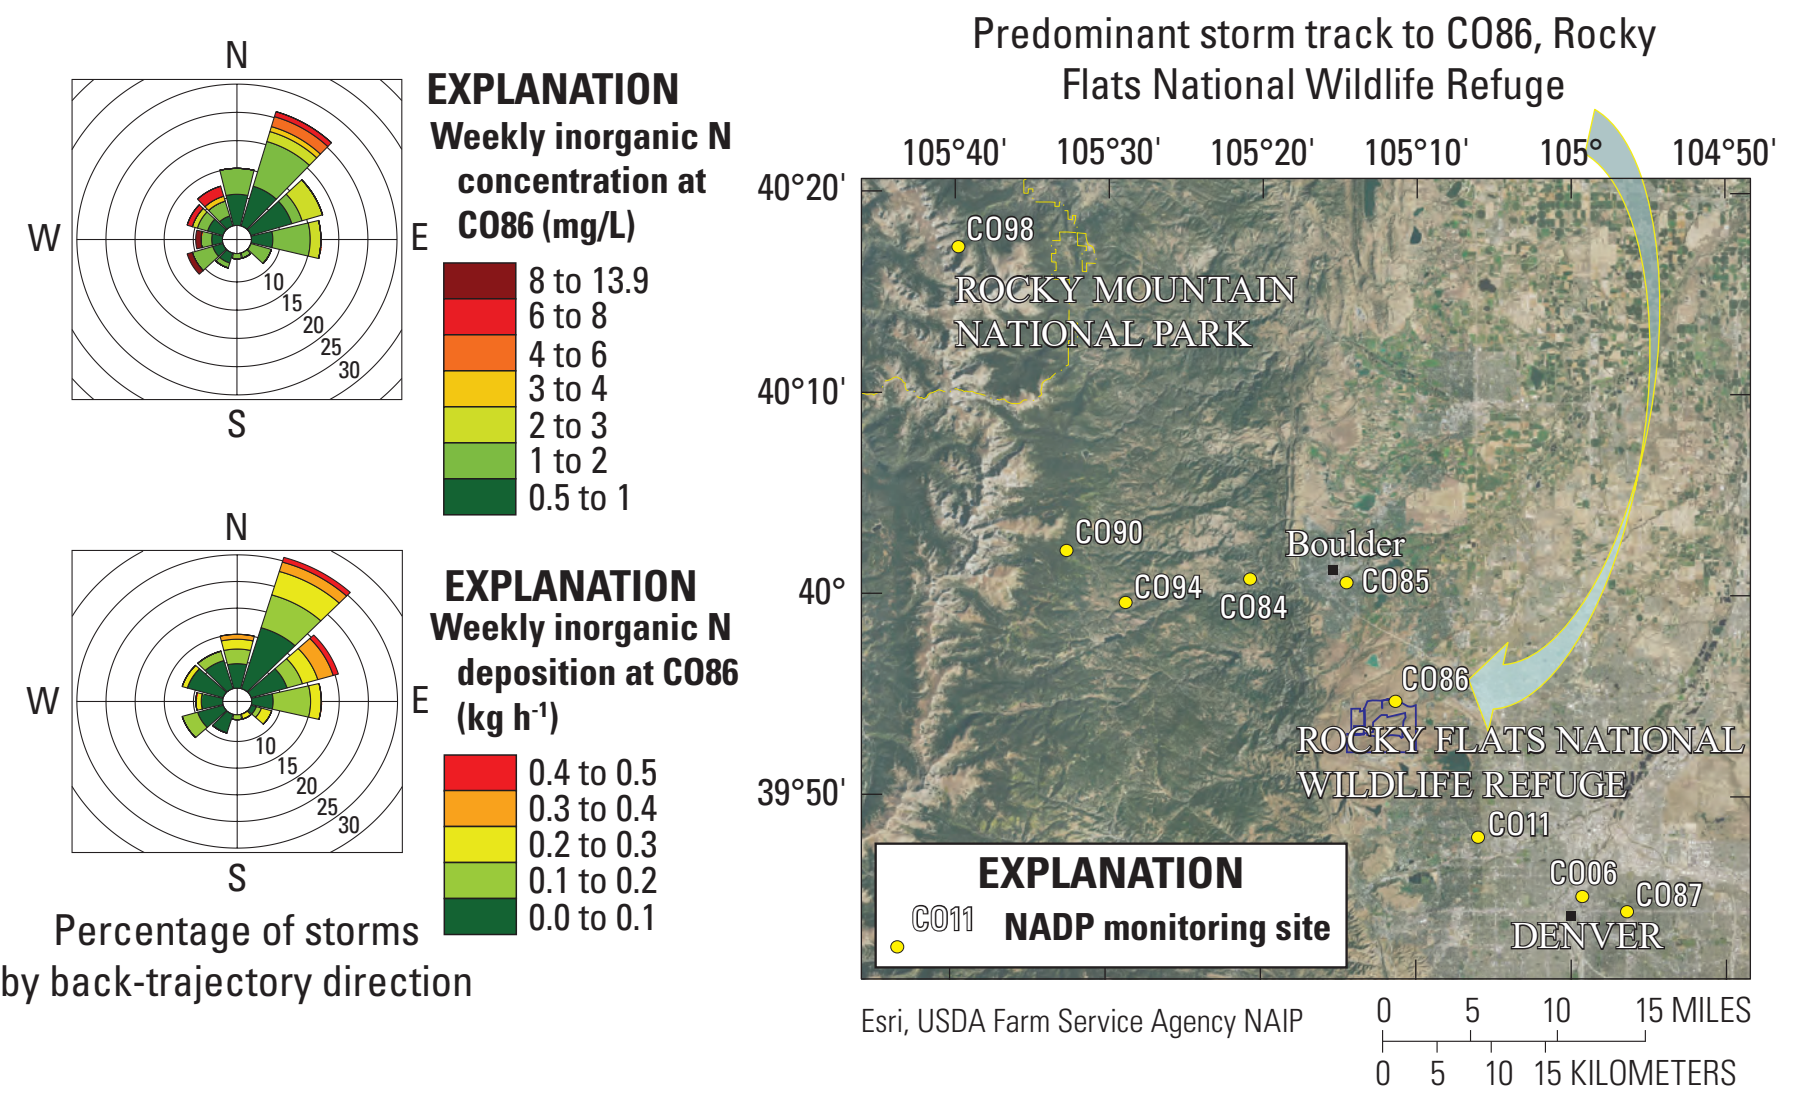 N
W
E
S
10
15
20
25
30
EXPLANATION
Weekly inorganic N
concentration at
CO86 (mg/L)
8 to 13.9
6 to 8
4 to 6
3 to 4
2 to 3
1 to 2
0.5 to 1
N
W
E
S
10
15
20
25
30
EXPLANATION
Weekly inorganic N
deposition at CO86
(kg h-1)
0.4 to 0.5
0.3 to 0.4
0.2 to 0.3
0.1 to 0.2
0.0 to 0.1
Percentage of storms
by back-trajectory direction
Predominant storm track to CO86, Rocky
Flats National Wildlife Refuge
105°40' 105°30' 105°20' 105°10' 105° 104°50'
40°20'
40°10'
40°
39°50'
CO98
ROCKY MOUNTAIN
NATIONAL PARK
CO90
CO94
CO84
Boulder
CO85
CO86
ROCKY FLATS NATIONAL
WILDLIFE REFUGE
CO11
CO06
CO87
DENVER
EXPLANATION
CO11 NADP monitoring site
Esri, USDA Farm Service Agency NAIP
0 5 10 15 MILES
0 5 10 15 KILOMETERS